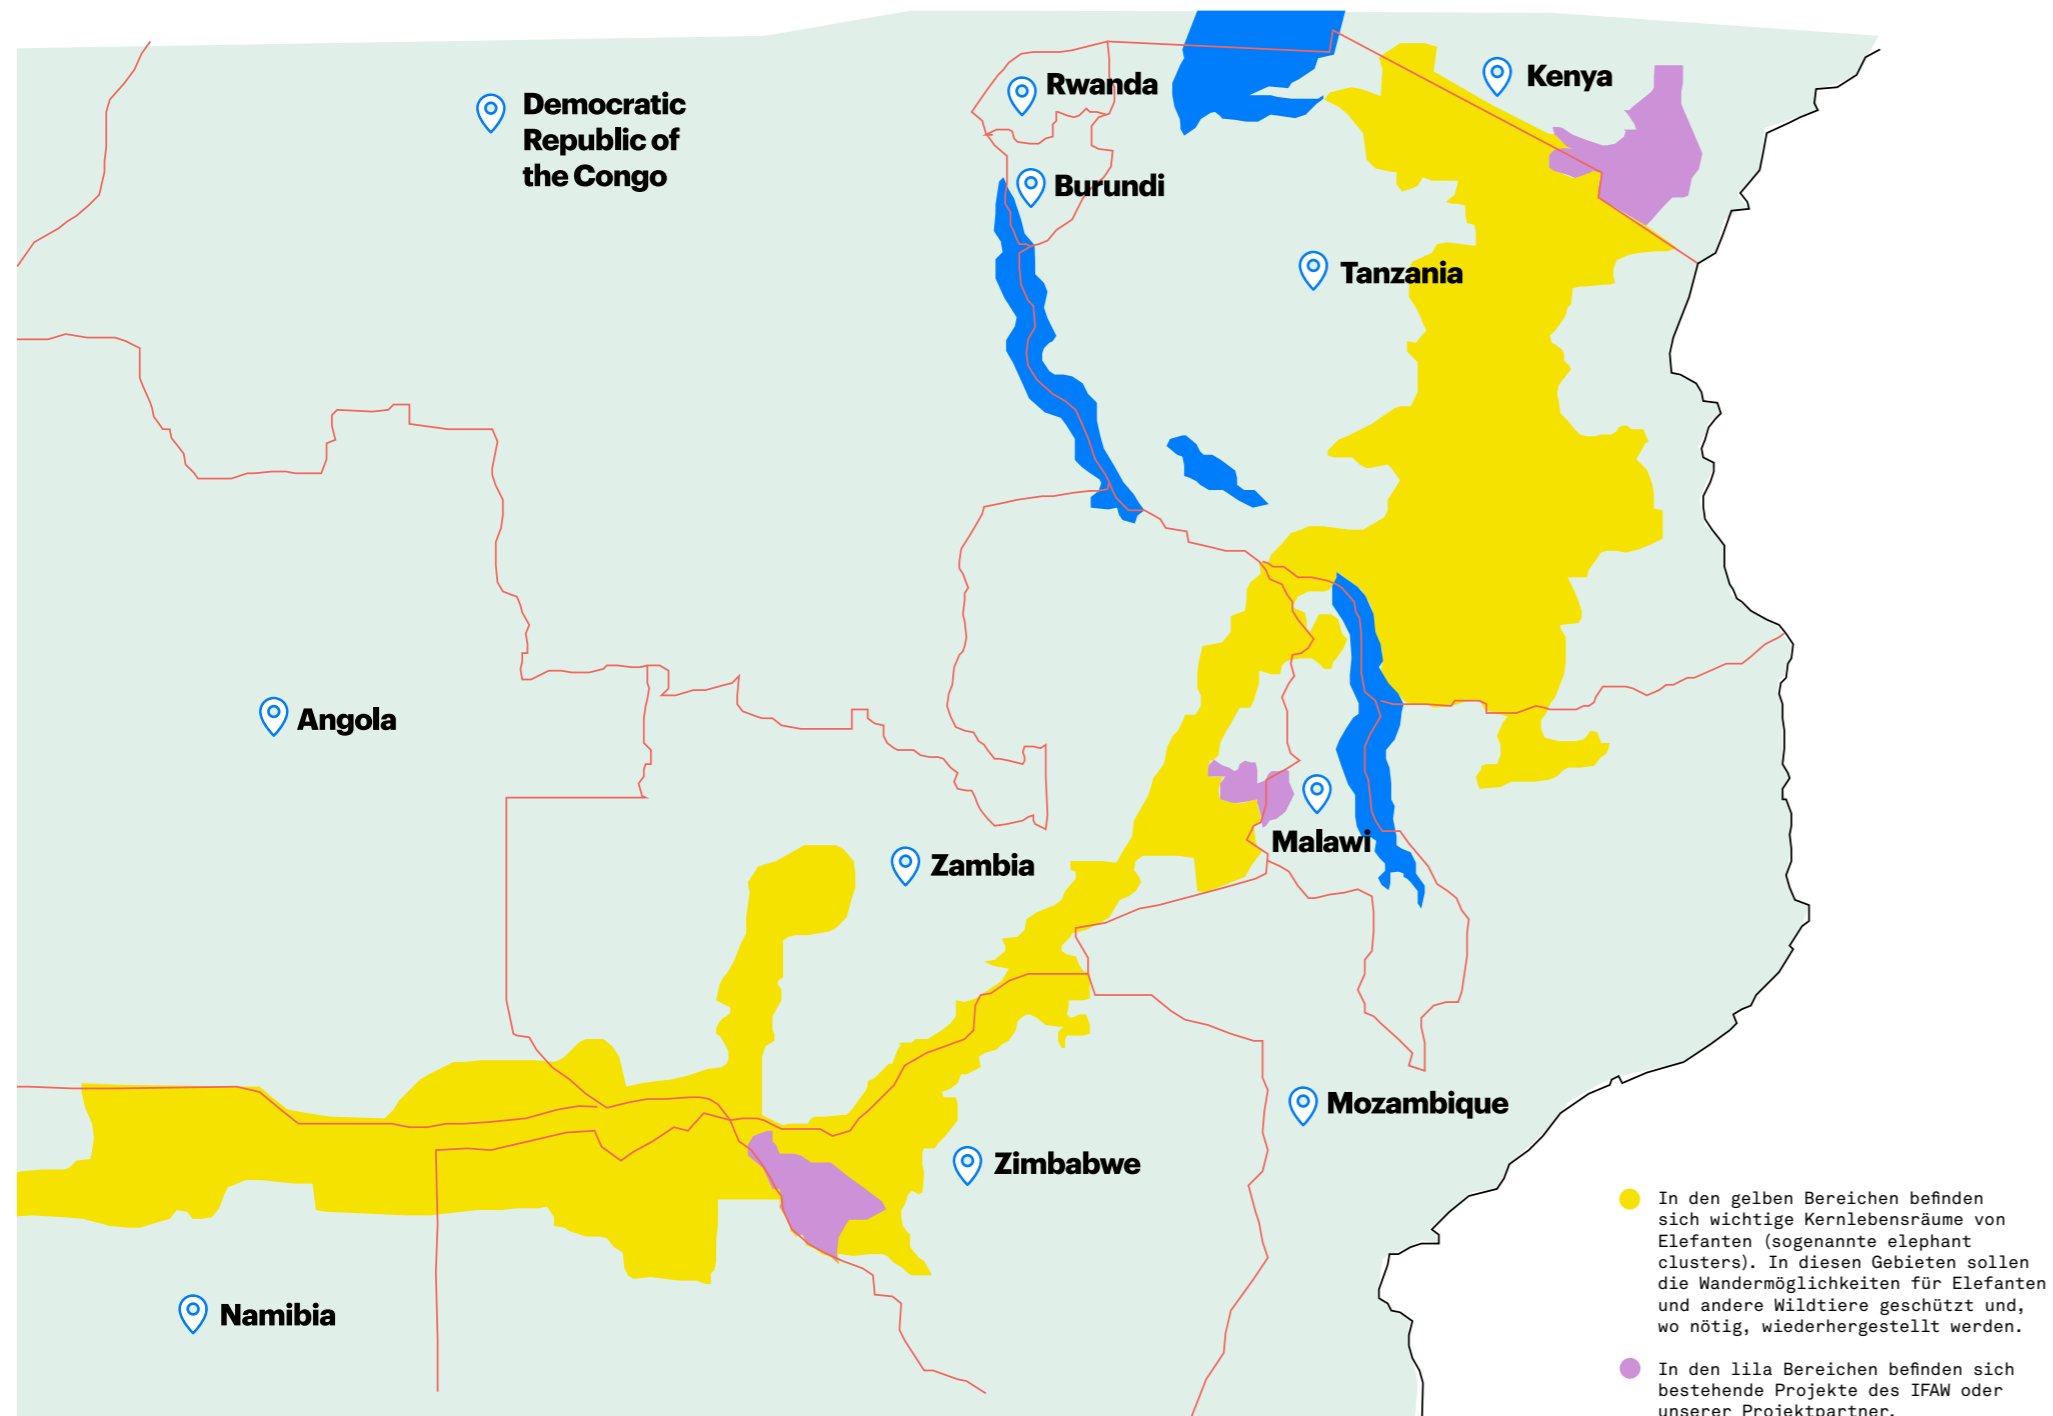 Democratic
Republic of
the Congo
Rwanda
Burundi
Kenya
Tanzania
Angola
Zambia
Malawi
Mozambique
Zimbabwe
Namibia
In den gelben Bereichen befinden
sich wichtige Kernlebensräume von
Elefanten (sogenannte elephant
clusters). In diesen Gebieten sollen
die Wandermöglichkeiten für Elefanten
und andere Wildtiere geschützt und,
wo nötig, wiederhergestellt werden.
In den lila Bereichen befinden sich
bestehende Projekte des IFAW oder
unserer Projektpartner.